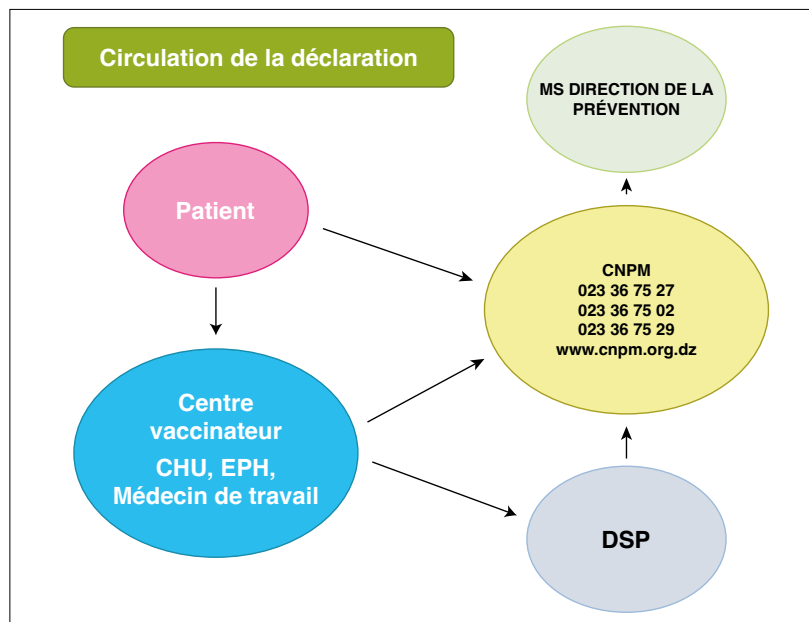 Circulation de la déclaration
MS DIRECTION DE LA
PRÉVENTION
Patient
CNPM
023 36 75 27
023 36 75 02
023 36 75 29
www.cnpm.org.dz
Centre
vaccinateur
CHU, EPH,
Médecin de travail
DSP